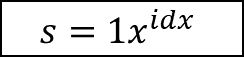 s = 1x^{idx}